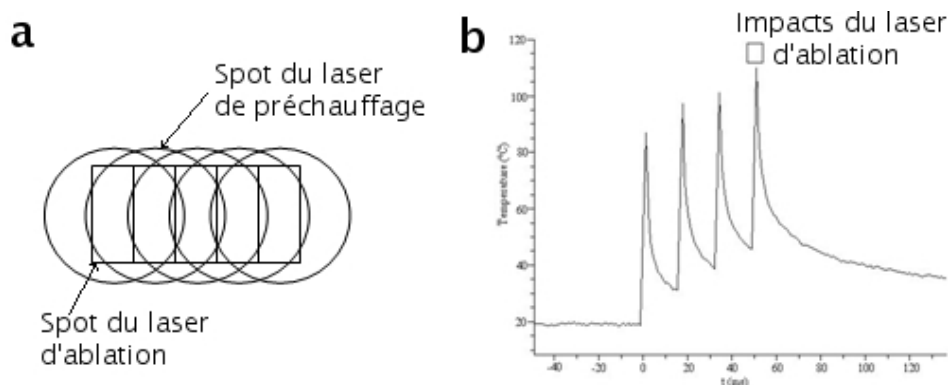 a
Spot du laser
de préchauffage
Spot du laser
d'ablation
b
Impacts du laser
d'ablation
Temperature (°C)
120
100
80
60
40
20
-40
-20
0
20
40
60
80
100
120